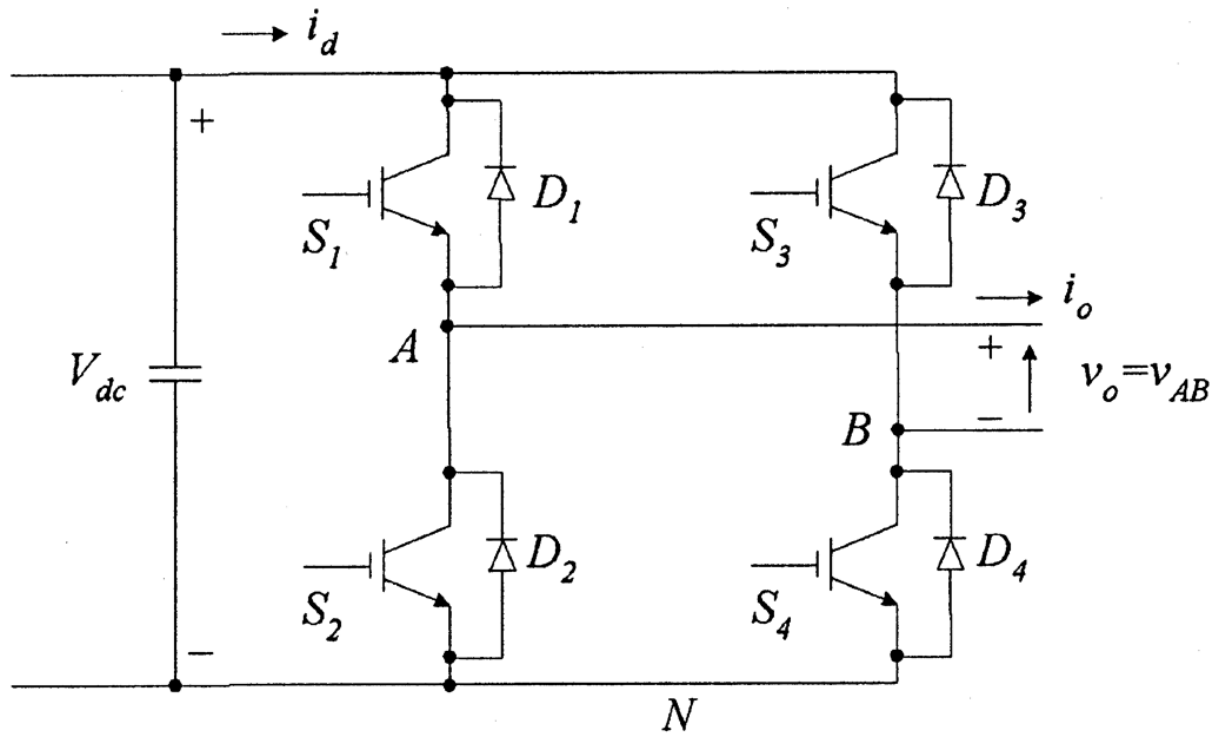 i_d
+
D_1
D_3
S_1
S_3
i_o
A
+
V_dc
v_o=v_AB
B
−
D_2
D_4
S_2
S_4
−
N